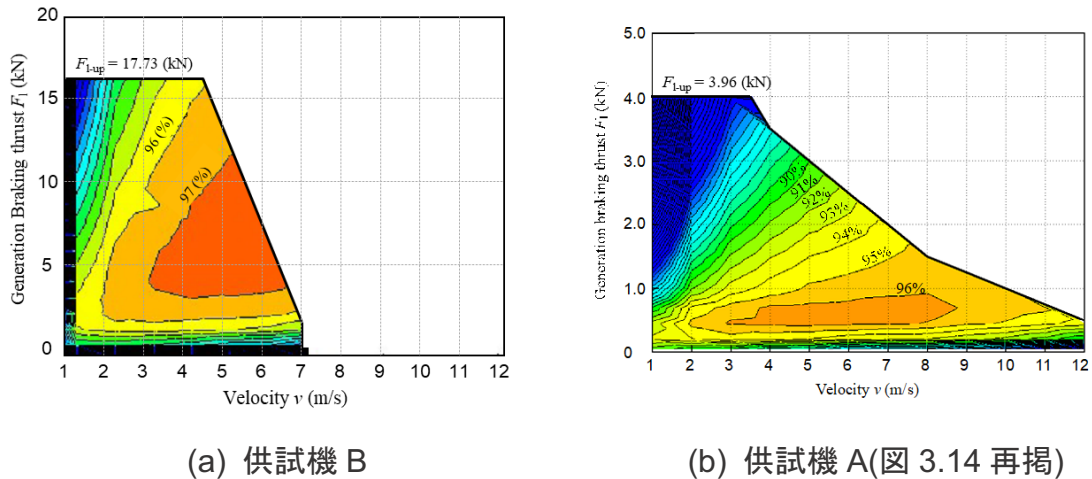 20
15
10
5
0
Generation Braking thrust F₁ (kN)
F₁₋ᵤₚ = 17.73 (kN)
96 (%)
97 (%)
1 2 3 4 5 6 7 8 9 10 11 12
Velocity v (m/s)
(a) 供試機 B
5.0
4.0
3.0
2.0
1.0
0
Generation braking thrust F₁ (kN)
F₁₋ᵤₚ = 3.96 (kN)
90%
91%
92%
93%
94%
95%
96%
1 2 3 4 5 6 7 8 9 10 11 12
Velocity v (m/s)
(b) 供試機 A(図 3.14 再掲)